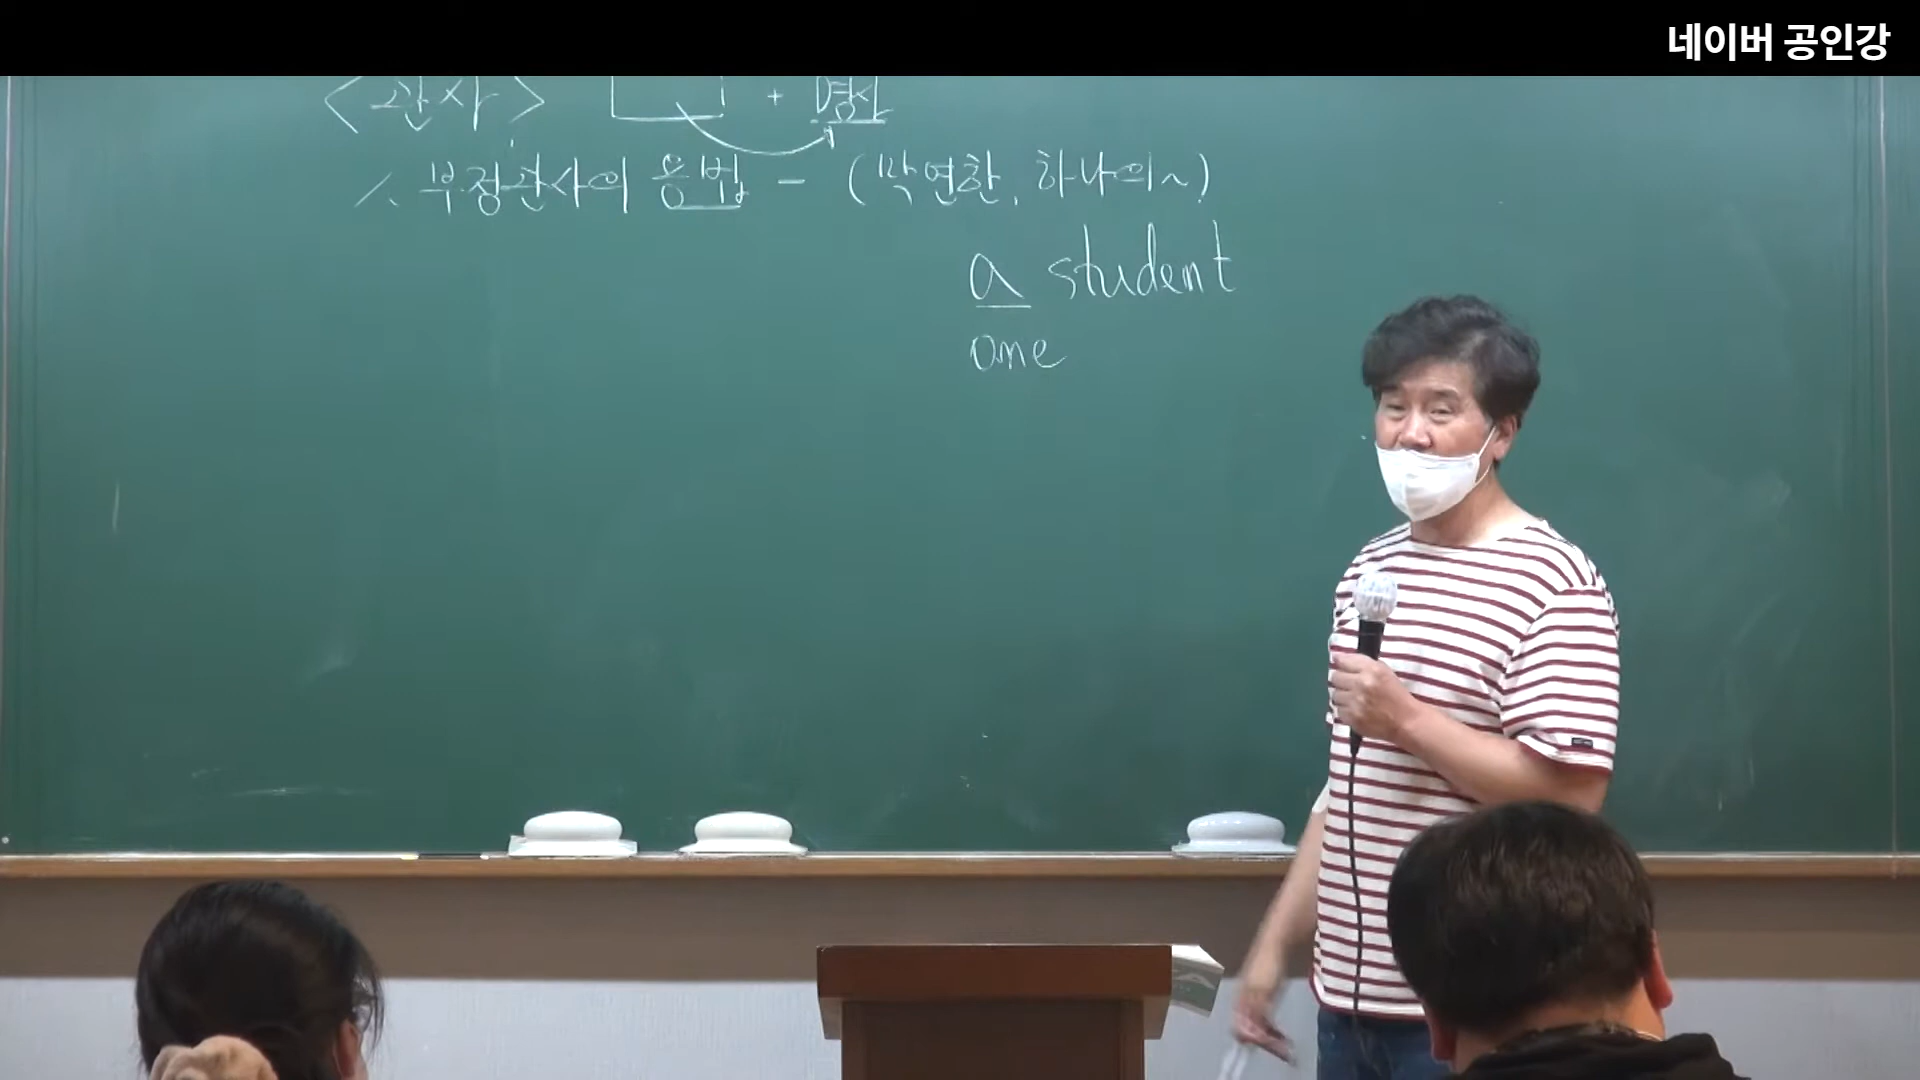 네이버 공인강
<관사> + 명사
1. 부정관사의 용법 - (막연한, 하나의~)
a student
one